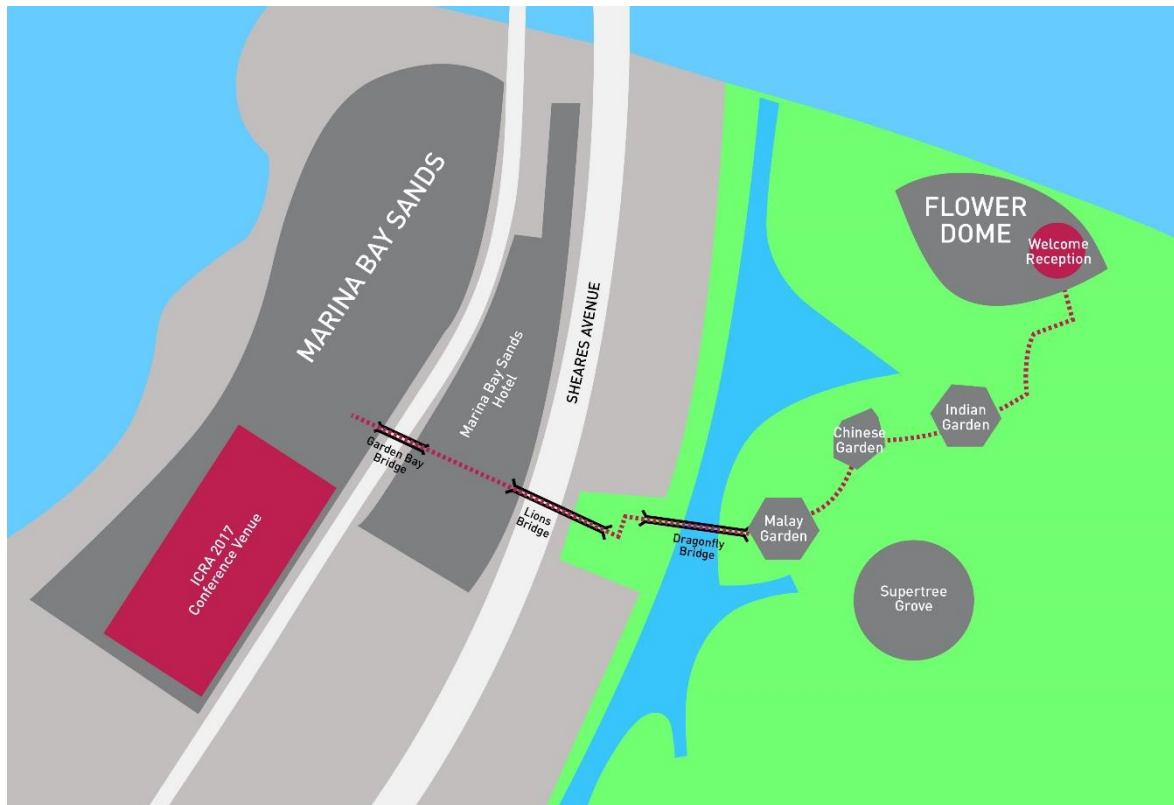 MARINA BAY SANDS
FLOWER
DOME
Welcome
Reception
SHEARES AVENUE
Marina Bay Sands
Hotel
Indian
Garden
Chinese
Garden
Garden Bay
Bridge
Lions
Bridge
Dragonfly
Bridge
Malay
Garden
ICRA 2017
Conference Venue
Supertree
Grove